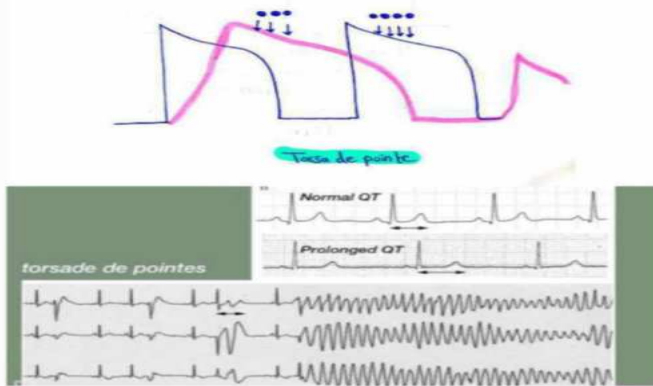 Torsa de pointe
Normal QT
Prolonged QT
torsade de pointes